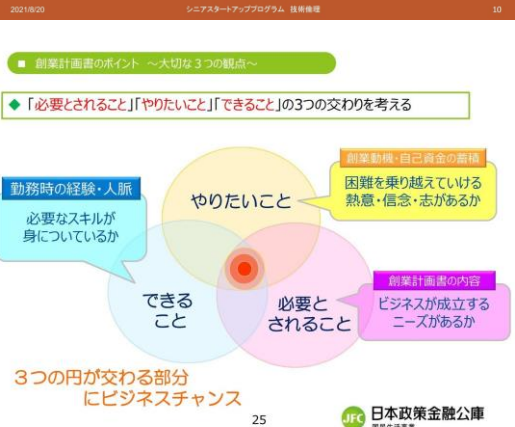 2021/8/20 シニアスタートアッププログラム 技術倫理 10
■ 創業計画書のポイント ～大切な３つの観点～
◆「必要とされること」「やりたいこと」「できること」の3つの交わりを考える
創業動機・自己資金の蓄積
困難を乗り越えていける
熱意・信念・志があるか
勤務時の経験・人脈
必要なスキルが
身についているか
やりたいこと
創業計画書の内容
ビジネスが成立する
ニーズがあるか
できる
こと
必要と
されること
３つの円が交わる部分
にビジネスチャンス
25
JFC 日本政策金融公庫